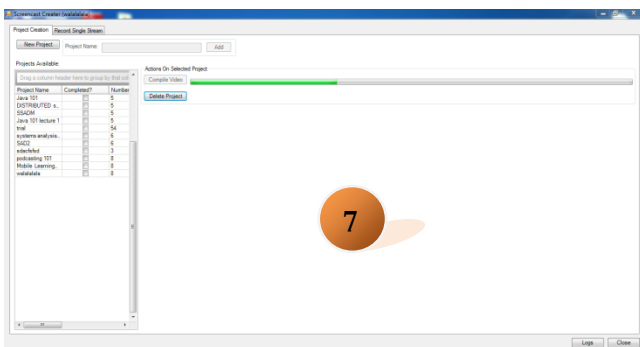 Screencast Creator (walalalala)
Project Creation
Record Single Stream
New Project
Project Name:
Add
Projects Available:
Drag a column header here to group by that col
Project Name Completed? Number
Java 101 5
DISTRIBUTED s.. 5
SSADM 5
Java 101 lecture 1 5
trial 54
systems analysis.. 6
SAD2 6
3
podcasting 101 8
Mobile Learning.. 8
walalalala 8
Actions On Selected Project
Compile Video
Delete Project
7
Logs
Close